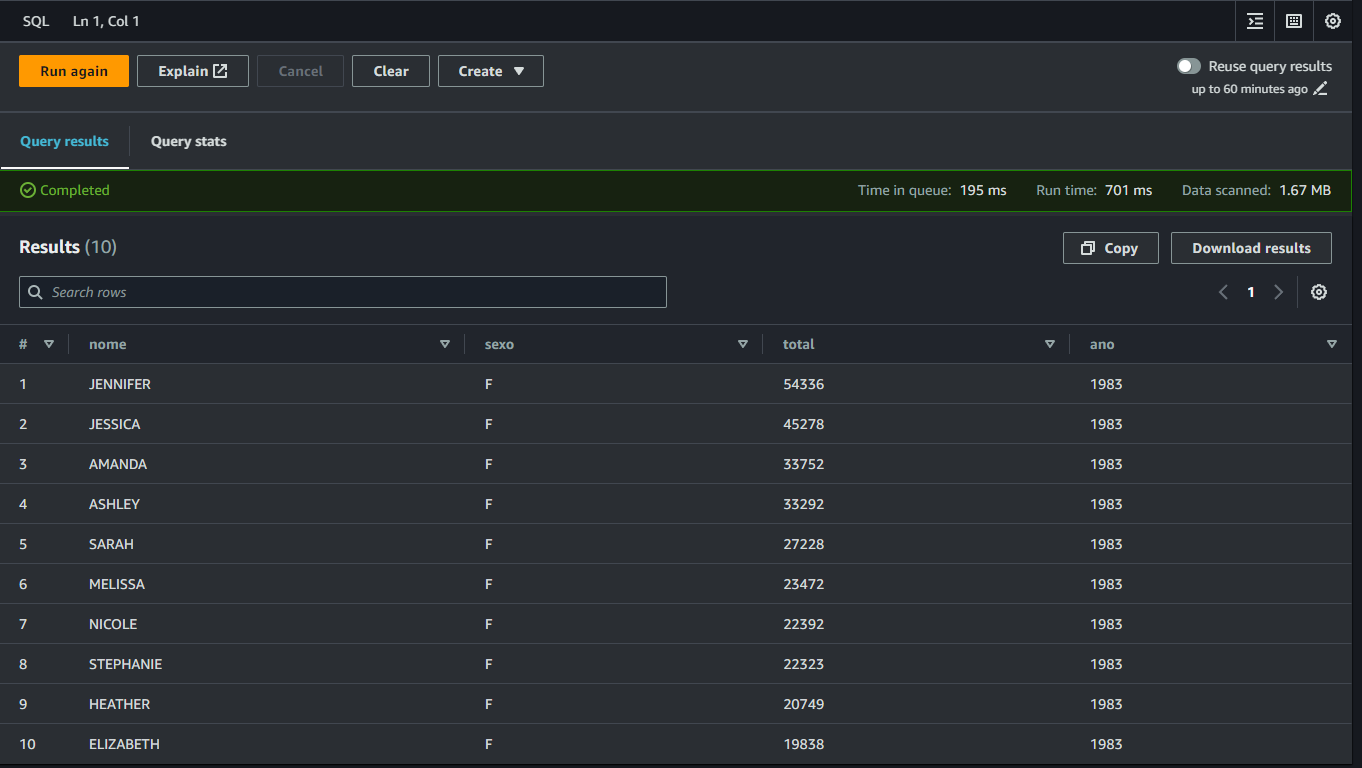 SQL Ln 1, Col 1
Run again Explain Cancel Clear Create Reuse query results
up to 60 minutes ago
Query results Query stats
Completed Time in queue: 195 ms Run time: 701 ms Data scanned: 1.67 MB
Results (10) Copy Download results
Search rows 1
# nome sexo total ano
1 JENNIFER F 54336 1983
2 JESSICA F 45278 1983
3 AMANDA F 33752 1983
4 ASHLEY F 33292 1983
5 SARAH F 27228 1983
6 MELISSA F 23472 1983
7 NICOLE F 22392 1983
8 STEPHANIE F 22323 1983
9 HEATHER F 20749 1983
10 ELIZABETH F 19838 1983